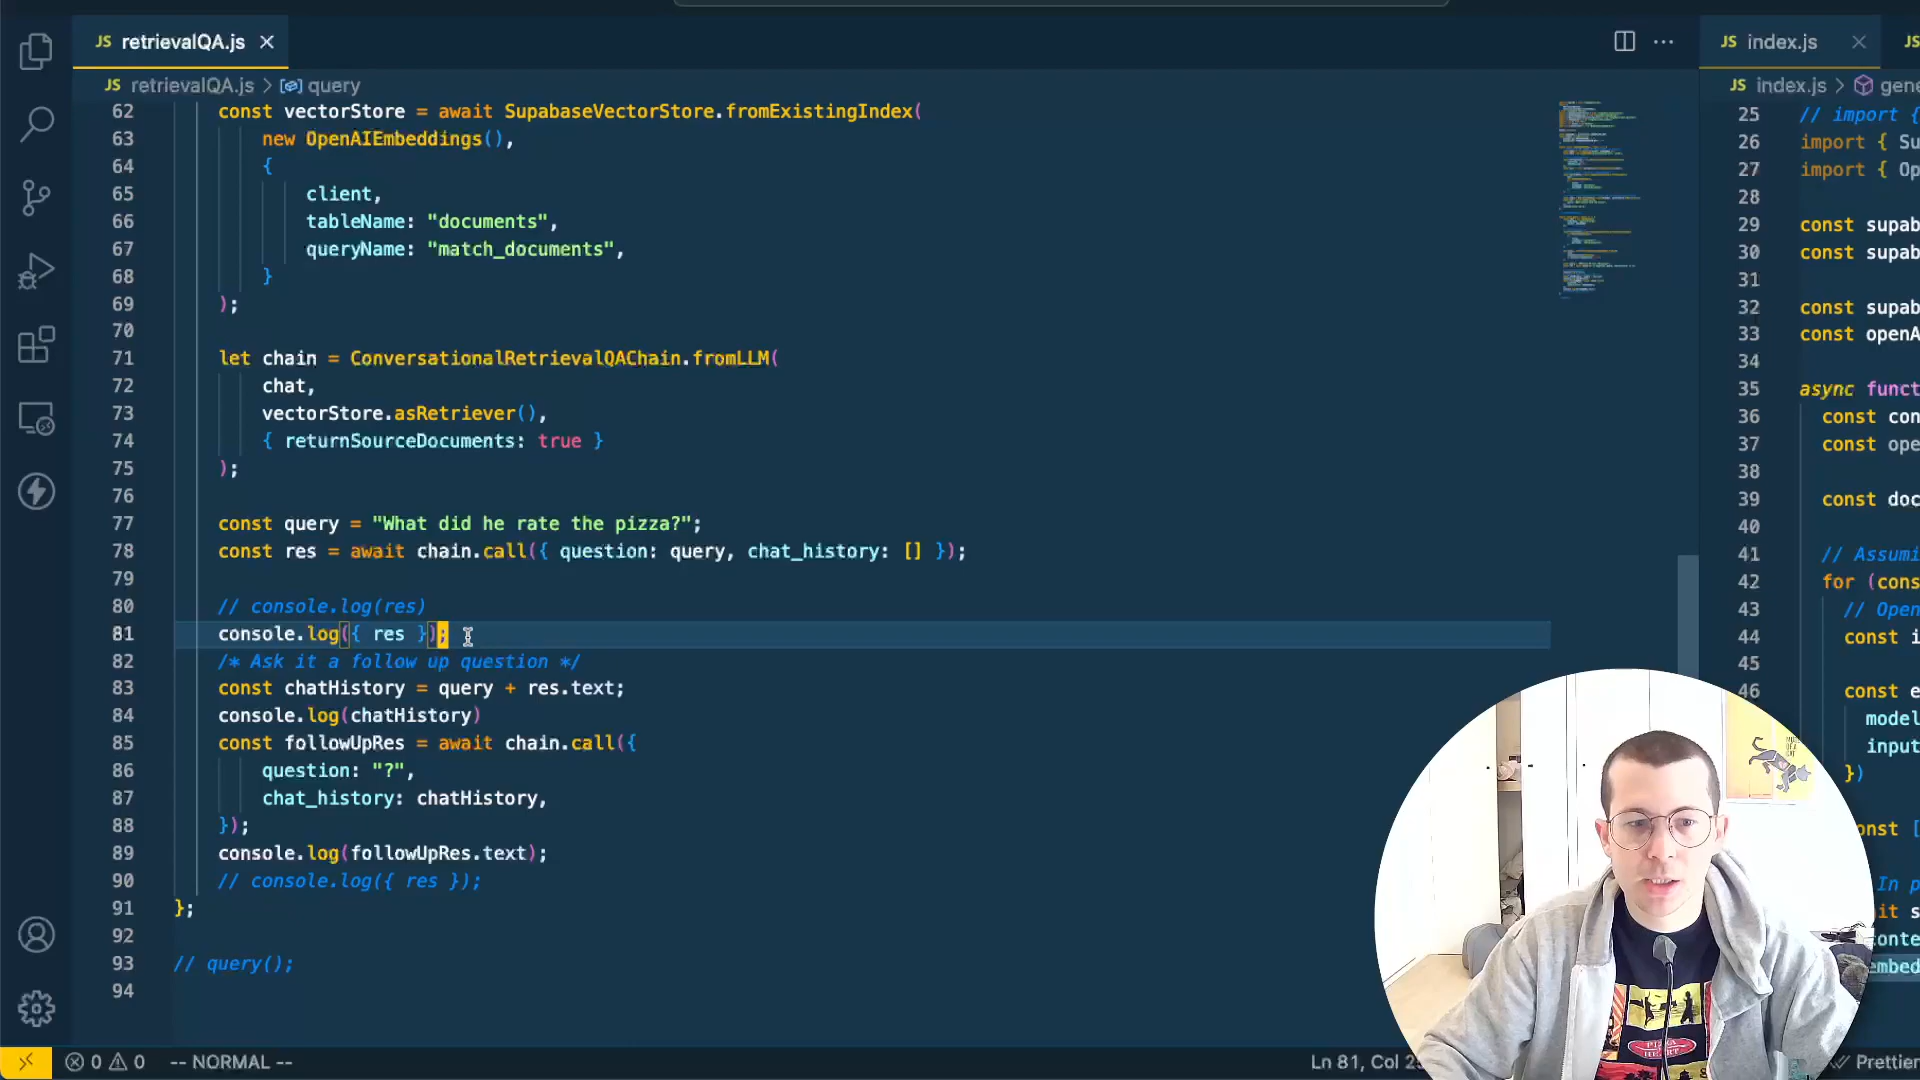 JS retrievalQA.js
JS retrievalQA.js > query
62 const vectorStore = await SupabaseVectorStore.fromExistingIndex(
63 new OpenAIEmbeddings(),
64 {
65 client,
66 tableName: "documents",
67 queryName: "match_documents",
68 }
69 );
70
71 let chain = ConversationalRetrievalQAChain.fromLLM(
72 chat,
73 vectorStore.asRetriever(),
74 { returnSourceDocuments: true }
75 );
76
77 const query = "What did he rate the pizza?";
78 const res = await chain.call({ question: query, chat_history: [] });
79
80 // console.log(res)
81 console.log({ res });
82 /* Ask it a follow up question */
83 const chatHistory = query + res.text;
84 console.log(chatHistory)
85 const followUpRes = await chain.call({
86 question: "?",
87 chat_history: chatHistory,
88 });
89 console.log(followUpRes.text);
90 // console.log({ res });
91 };
92
93 // query();
94
JS index.js
JS
JS index.js > gene
25 // import {
26 import { Su
27 import { Op
28
29 const supab
30 const supab
31
32 const supab
33 const openA
34
35 async funct
36 const con
37 const ope
38
39 const doc
40
41 // Assumi
42 for (cons
43 // Open
44 const i
45
46 const e
model
input
})
onst [
In p
it s
conte
embed
0 0 -- NORMAL --
Ln 81, Col 2
Prettier
PIZZA